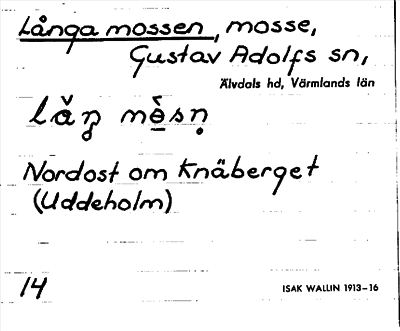 Långa mossen, mosse,
Gustav Adolfs sn,
Älvdals hd, Värmlands län
Nordost om Knäberget
(Uddeholm)
14
ISAK WALLIN 1913-16